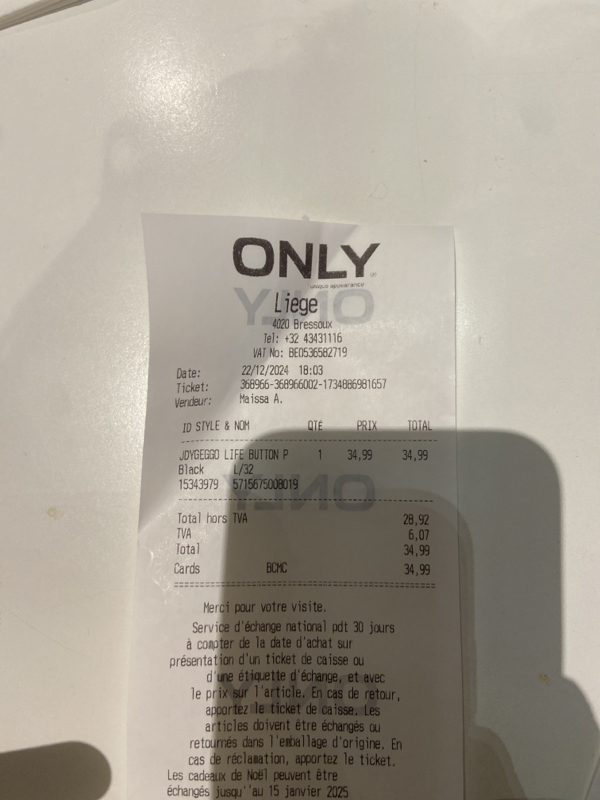 ONLY
unique appearance
Liege
4020 Bressoux
Tel: +32 43431116
VAT No: BE0536582719
Date: 22/12/2024 18:03
Ticket: 368966-368966002-1734886981657
Vendeur: Maissa A.
ID STYLE & NOM QTÉ PRIX TOTAL
JDYGEGGO LIFE BUTTON P 1 34,99 34,99
Black L/32
15343979 5715675008019
Total hors TVA 28,92
TVA 6,07
Total 34,99
Cards BCMC 34,99
Merci pour votre visite.
Service d'échange national pdt 30 jours
à compter de la date d'achat sur
présentation d'un ticket de caisse ou
d'une étiquette d'échange, et avec
le prix sur l'article. En cas de retour,
apportez le ticket de caisse. Les
articles doivent être échangés ou
retournés dans l'emballage d'origine. En
cas de réclamation, apportez le ticket.
Les cadeaux de Noël peuvent être
échangés jusqu''au 15 janvier 2025